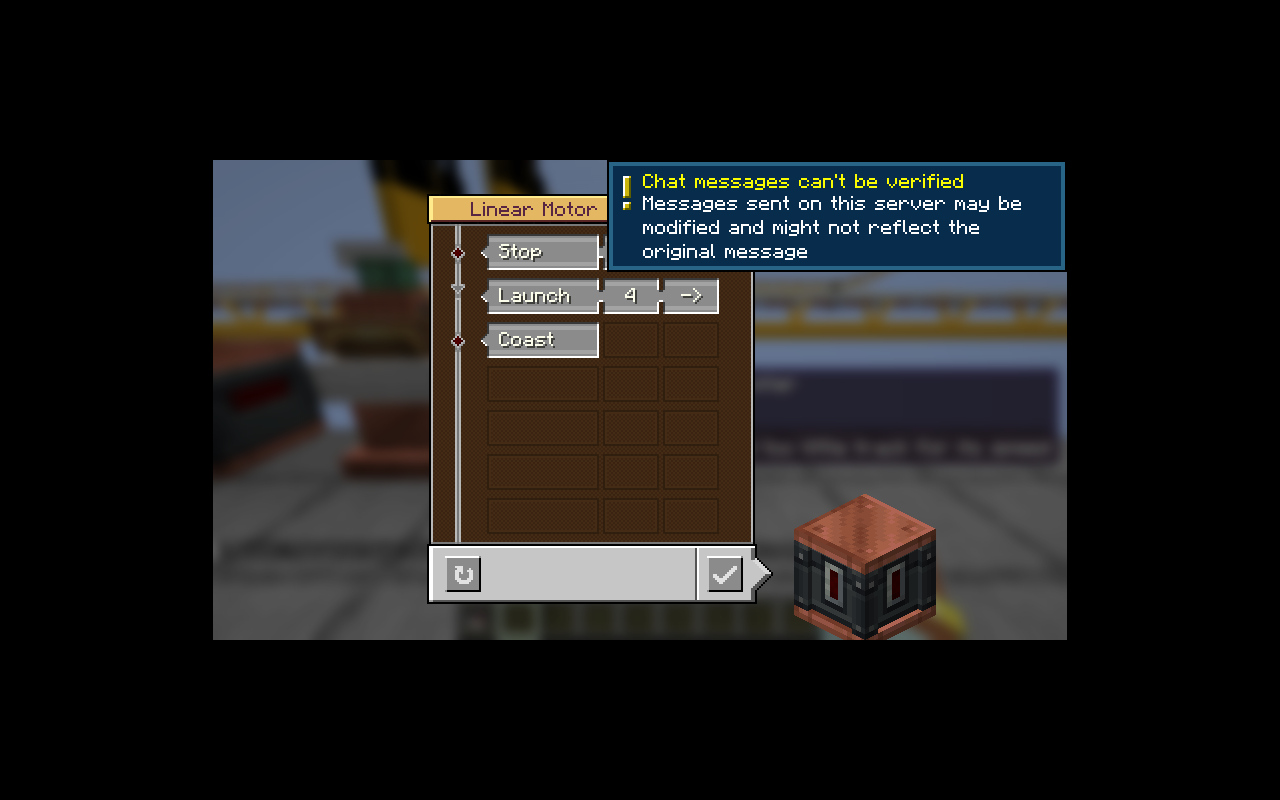 Chat messages can't be verified
Messages sent on this server may be
modified and might not reflect the
original message
Linear Motor
Stop
Launch 4 ->
Coast